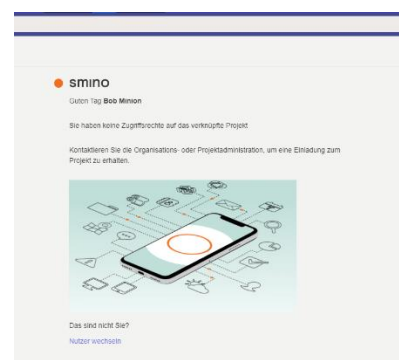 smino
Guten Tag Bob Minion
Sie haben keine Zugriffsrechte auf das verknüpfte Projekt
Kontaktieren Sie die Organisations- oder Projektadministration, um eine Einladung zum
Projekt zu erhalten.
Das sind nicht Sie?
Nutzer wechseln